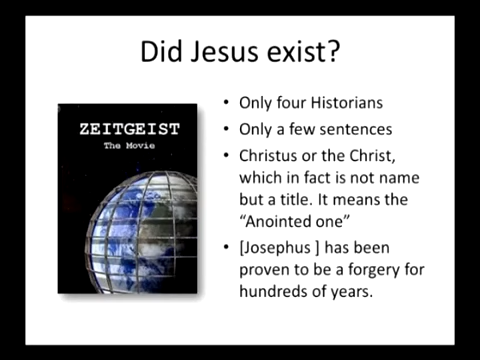 Did Jesus exist?
ZEITGEIST
The Movie
• Only four Historians
• Only a few sentences
• Christus or the Christ,
which in fact is not name
but a title. It means the
“Anointed one”
• [Josephus ] has been
proven to be a forgery for
hundreds of years.